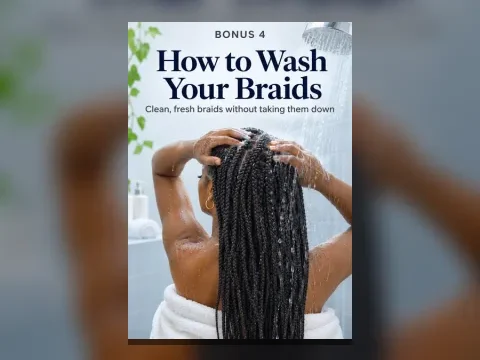 BONUS 4
How to Wash
Your Braids
Clean, fresh braids without taking them down